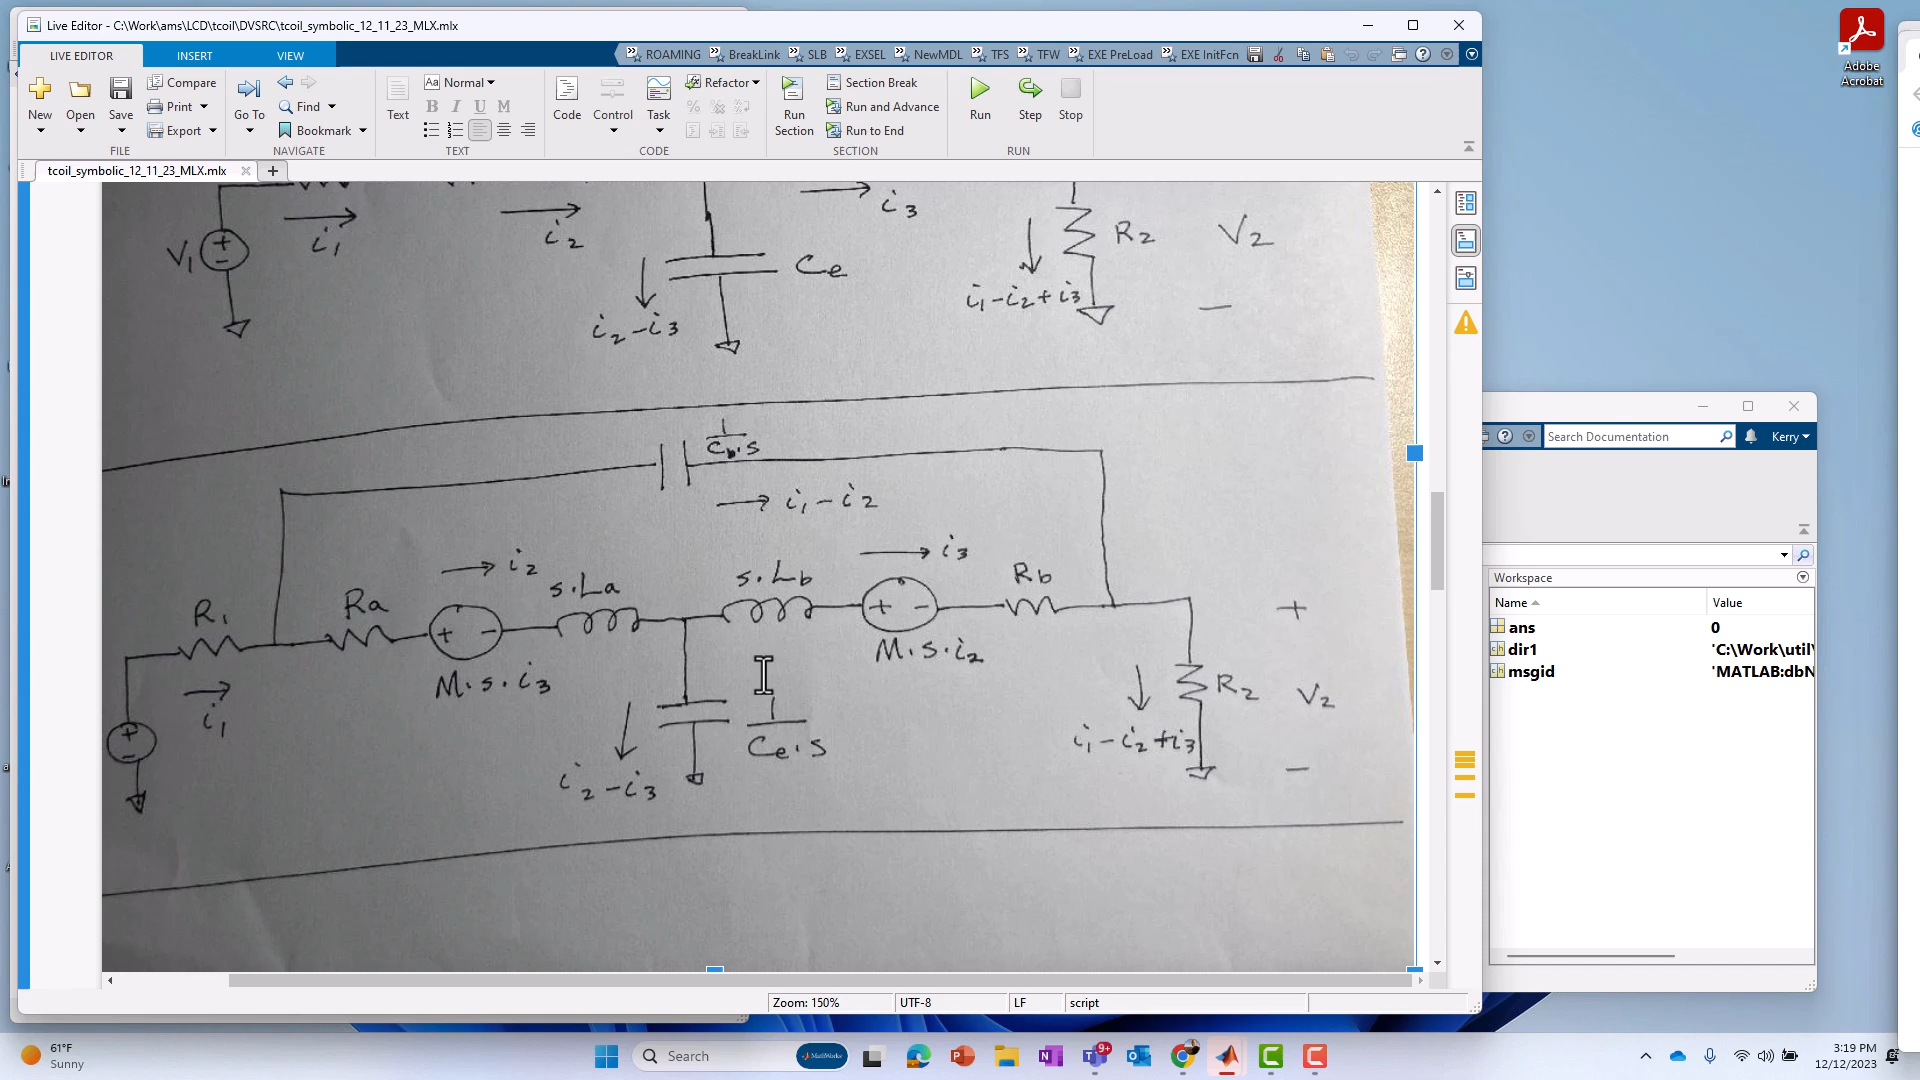 Live Editor - C:\Work\ams\LCD\tcoil\DVSRC\tcoil_symbolic_12_11_23_MLX.mlx
LIVE EDITOR INSERT VIEW
ROAMING BreakLink SLB EXSEL NewMDL TFS TFW EXE PreLoad EXE InitFcn
New Open Save Compare Print Export
FILE
Go To Find Bookmark
NAVIGATE
Text Aa Normal B I U M
TEXT
Code Control Task Refactor
CODE
Run Section Section Break Run and Advance Run to End
SECTION
Run Step Stop
RUN
tcoil_symbolic_12_11_23_MLX.mlx
V1 + − i1 i2 i3
Ce R2 V2
i2 − i3 i1 − i2 + i3 −
1
Cb.s
i1 − i2
i2 i3
R1 Ra s.La s.Lb Rb
+ − + − +
M.s.i3 M.s.i2
i1
1
Ce.s
R2 V2
+ −
i2 − i3
i1 − i2 + i3
−
Zoom: 150% UTF-8 LF script
Adobe Acrobat
Search Documentation Kerry
Workspace
Name Value
ans 0
dir1 'C:\Work\util\
msgid 'MATLAB:dbN
61°F
Sunny
Search MathWorks
9+
3:19 PM
12/12/2023